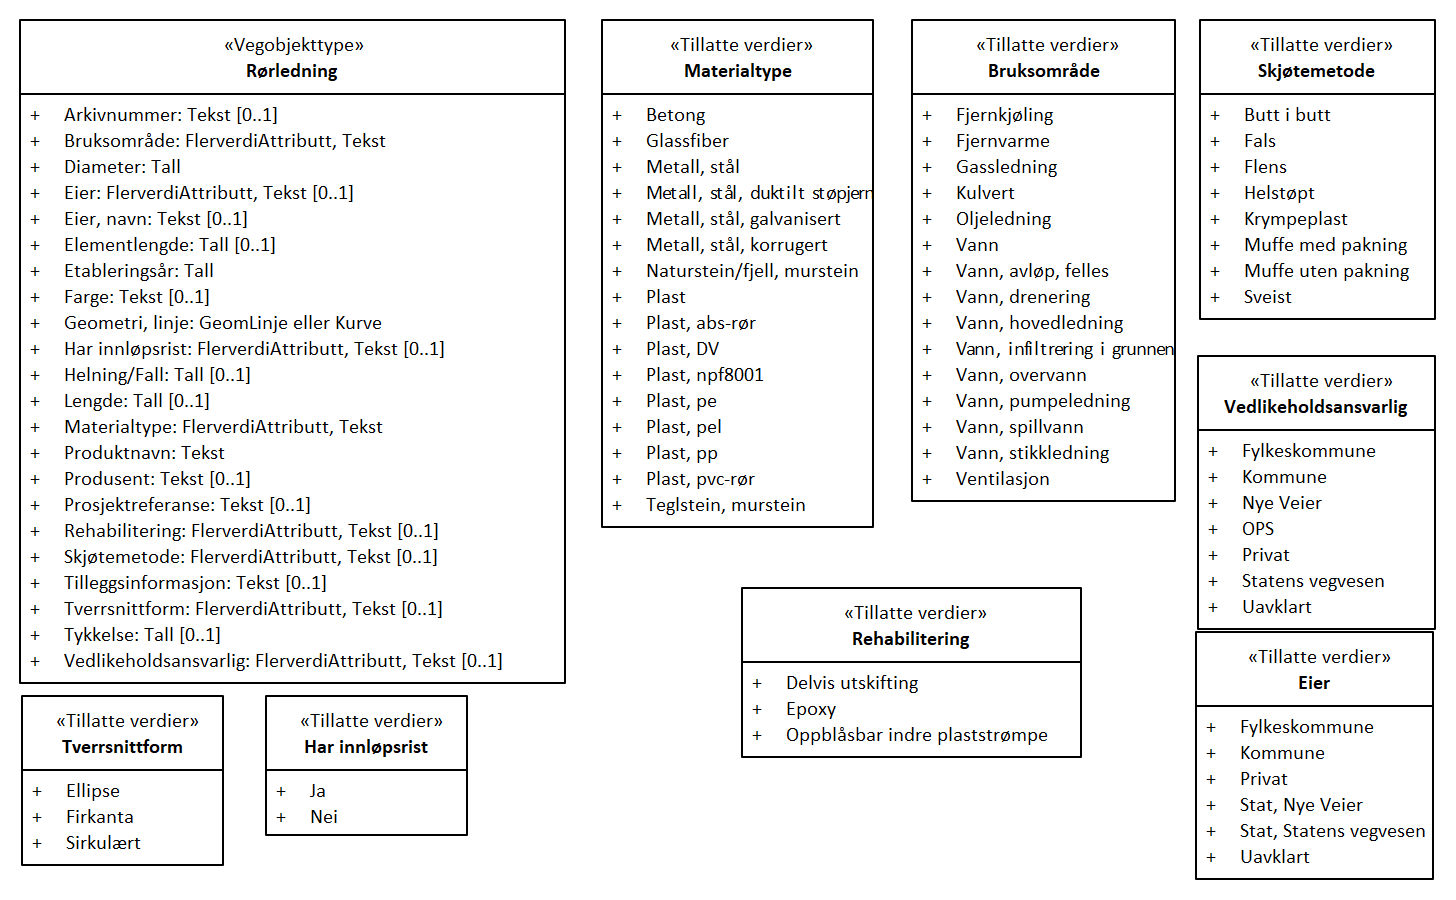 «Vegobjekttype»
Rørledning
+ Arkivnummer: Tekst [0..1]
+ Bruksområde: FlerverdiAttributt, Tekst
+ Diameter: Tall
+ Eier: FlerverdiAttributt, Tekst [0..1]
+ Eier, navn: Tekst [0..1]
+ Elementlengde: Tall [0..1]
+ Etableringsår: Tall
+ Farge: Tekst [0..1]
+ Geometri, linje: GeomLinje eller Kurve
+ Har innløpsrist: FlerverdiAttributt, Tekst [0..1]
+ Helning/Fall: Tall [0..1]
+ Lengde: Tall [0..1]
+ Materialtype: FlerverdiAttributt, Tekst
+ Produktnavn: Tekst
+ Produsent: Tekst [0..1]
+ Prosjektreferanse: Tekst [0..1]
+ Rehabilitering: FlerverdiAttributt, Tekst [0..1]
+ Skjøtemetode: FlerverdiAttributt, Tekst [0..1]
+ Tilleggsinformasjon: Tekst [0..1]
+ Tverrsnittform: FlerverdiAttributt, Tekst [0..1]
+ Tykkelse: Tall [0..1]
+ Vedlikeholdsansvarlig: FlerverdiAttributt, Tekst [0..1]
«Tillatte verdier»
Materialtype
+ Betong
+ Glassfiber
+ Metall, stål
+ Metall, stål, duktilt støpjern
+ Metall, stål, galvanisert
+ Metall, stål, korrugert
+ Naturstein/fjell, murstein
+ Plast
+ Plast, abs-rør
+ Plast, DV
+ Plast, npf8001
+ Plast, pe
+ Plast, pel
+ Plast, pp
+ Plast, pvc-rør
+ Teglstein, murstein
«Tillatte verdier»
Bruksområde
+ Fjernkjøling
+ Fjernvarme
+ Gassledning
+ Kulvert
+ Oljeledning
+ Vann
+ Vann, avløp, felles
+ Vann, drenering
+ Vann, hovedledning
+ Vann, infiltrering i grunnen
+ Vann, overvann
+ Vann, pumpeledning
+ Vann, spillvann
+ Vann, stikkledning
+ Ventilasjon
«Tillatte verdier»
Skjøtemetode
+ Butt i butt
+ Fals
+ Flens
+ Helstøpt
+ Krympeplast
+ Muffe med pakning
+ Muffe uten pakning
+ Sveist
«Tillatte verdier»
Vedlikeholdsansvarlig
+ Fylkeskommune
+ Kommune
+ Nye Veier
+ OPS
+ Privat
+ Statens vegvesen
+ Uavklart
«Tillatte verdier»
Rehabilitering
+ Delvis utskifting
+ Epoxy
+ Oppblåsbar indre plaststrømpe
«Tillatte verdier»
Eier
+ Fylkeskommune
+ Kommune
+ Privat
+ Stat, Nye Veier
+ Stat, Statens vegvesen
+ Uavklart
«Tillatte verdier»
Tverrsnittform
+ Ellipse
+ Firkanta
+ Sirkulært
«Tillatte verdier»
Har innløpsrist
+ Ja
+ Nei